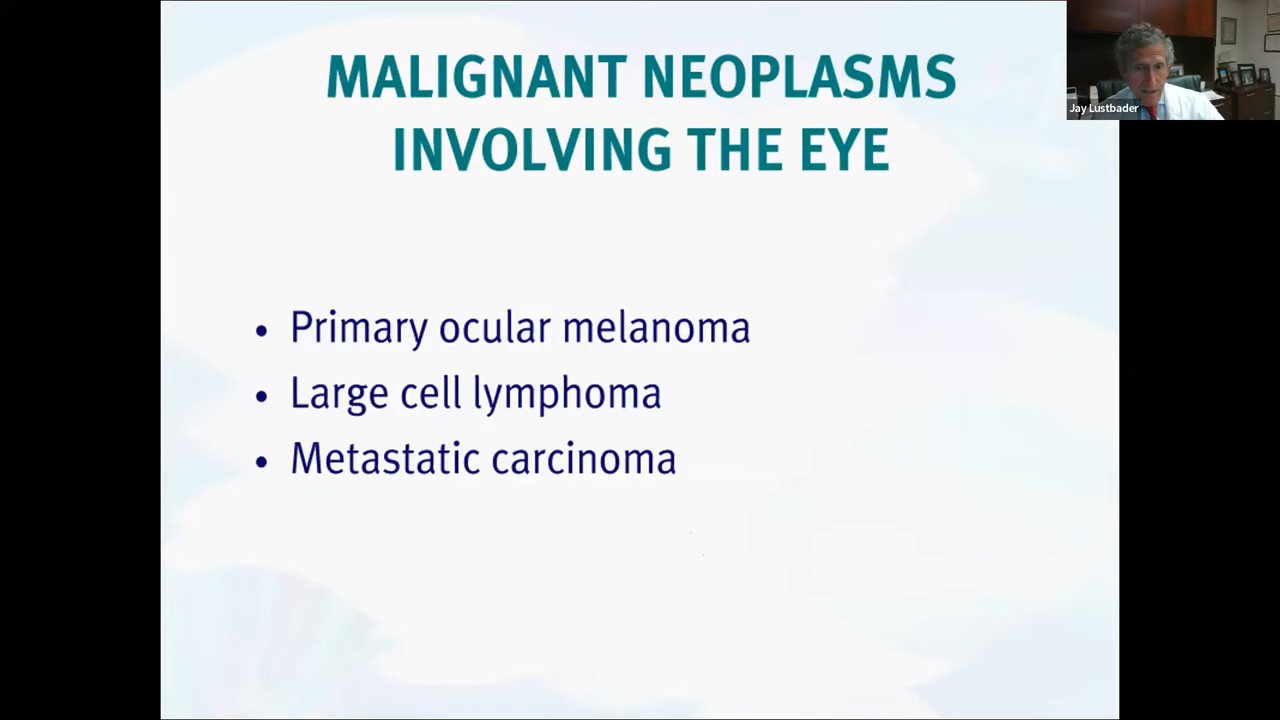 MALIGNANT NEOPLASMS
INVOLVING THE EYE
• Primary ocular melanoma
• Large cell lymphoma
• Metastatic carcinoma
Jay Lustbader